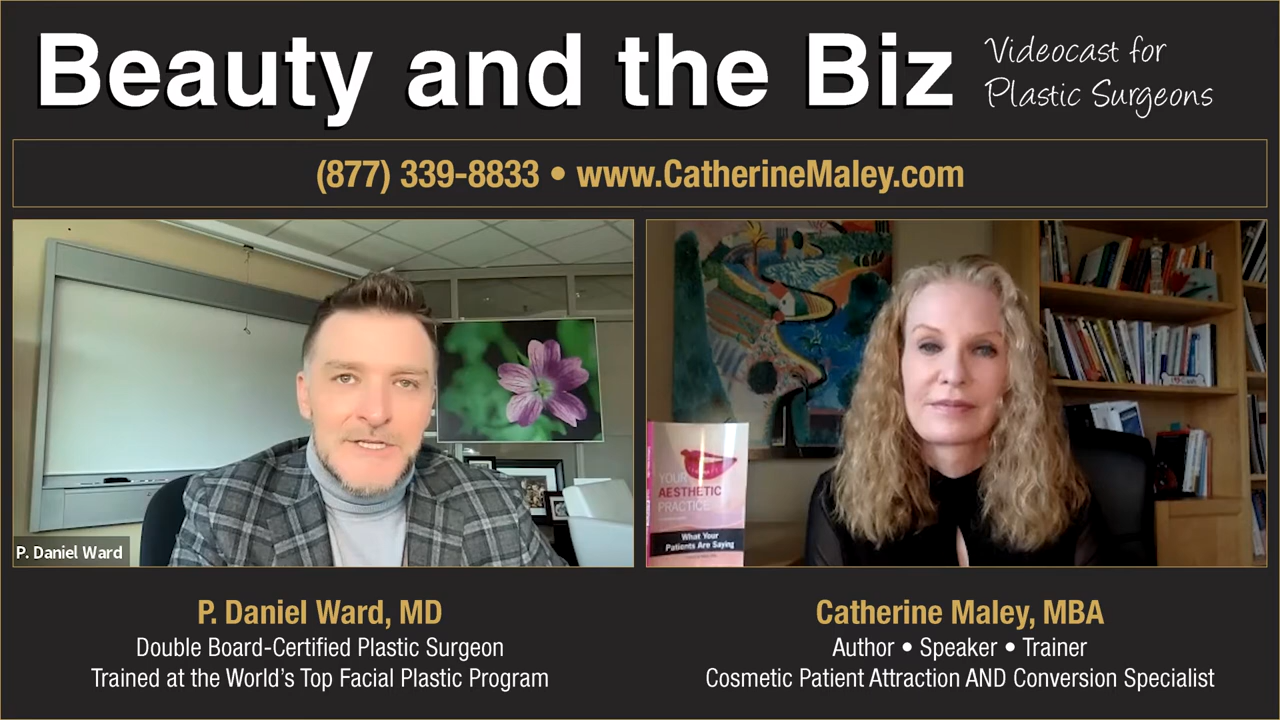 Beauty and the Biz
Videocast for
Plastic Surgeons
(877) 339-8833 • www.CatherineMaley.com
YOUR
AESTHETIC
PRACTICE
What Your
Patients Are Saying
P. Daniel Ward
P. Daniel Ward, MD
Double Board-Certified Plastic Surgeon
Trained at the World's Top Facial Plastic Program
Catherine Maley, MBA
Author • Speaker • Trainer
Cosmetic Patient Attraction AND Conversion Specialist